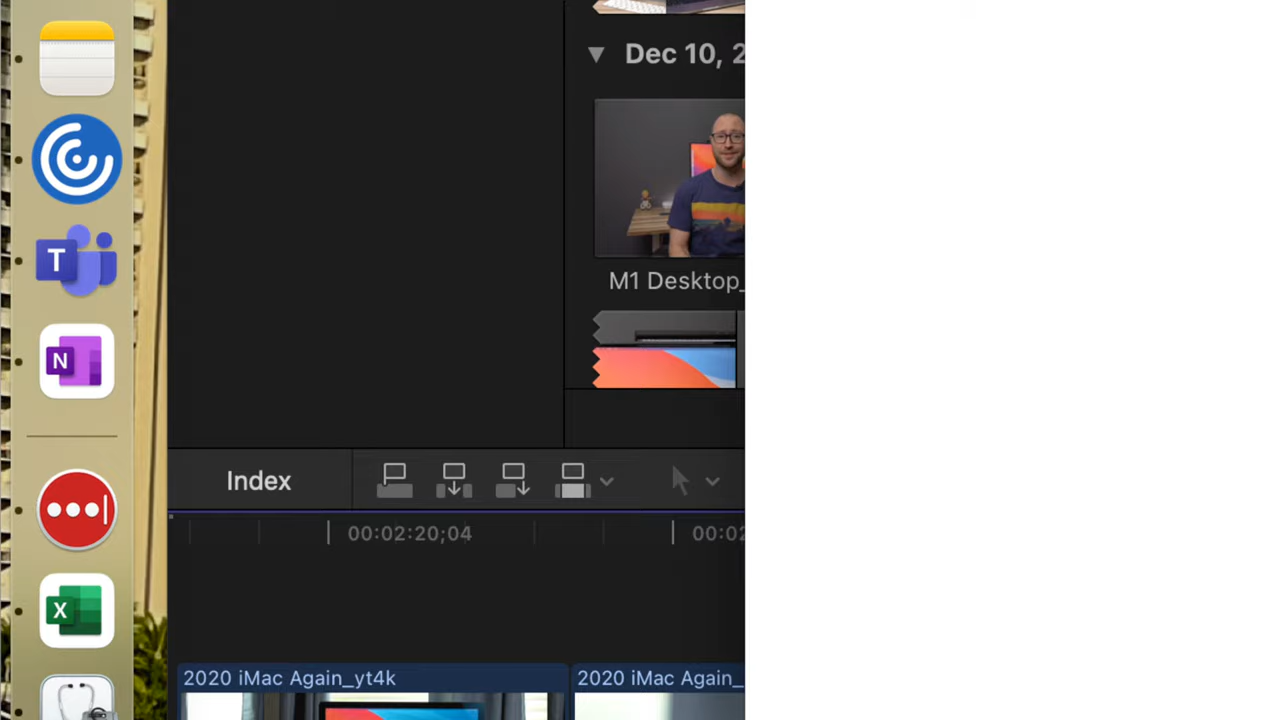 Dec 10, 2
T
M1 Desktop_
N
Index
00:02:20;04
00:02
X
2020 iMac Again_yt4k
2020 iMac Again_